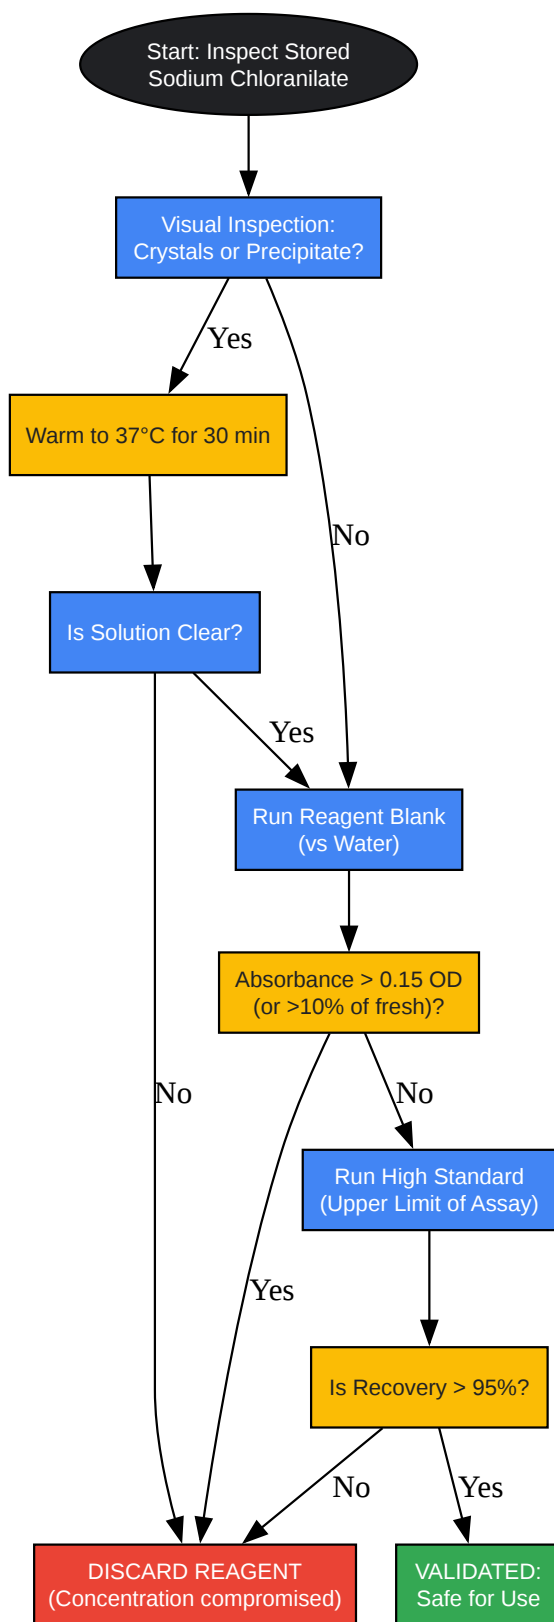 Start: Inspect Stored
Sodium Chloranilate
Visual Inspection:
Crystals or Precipitate?
Yes
Warm to 37°C for 30 min
No
Is Solution Clear?
Yes
Run Reagent Blank
(vs Water)
Absorbance > 0.15 OD
(or >10% of fresh)?
No
No
Run High Standard
(Upper Limit of Assay)
Yes
Is Recovery > 95%?
No
Yes
DISCARD REAGENT
(Concentration compromised)
VALIDATED:
Safe for Use